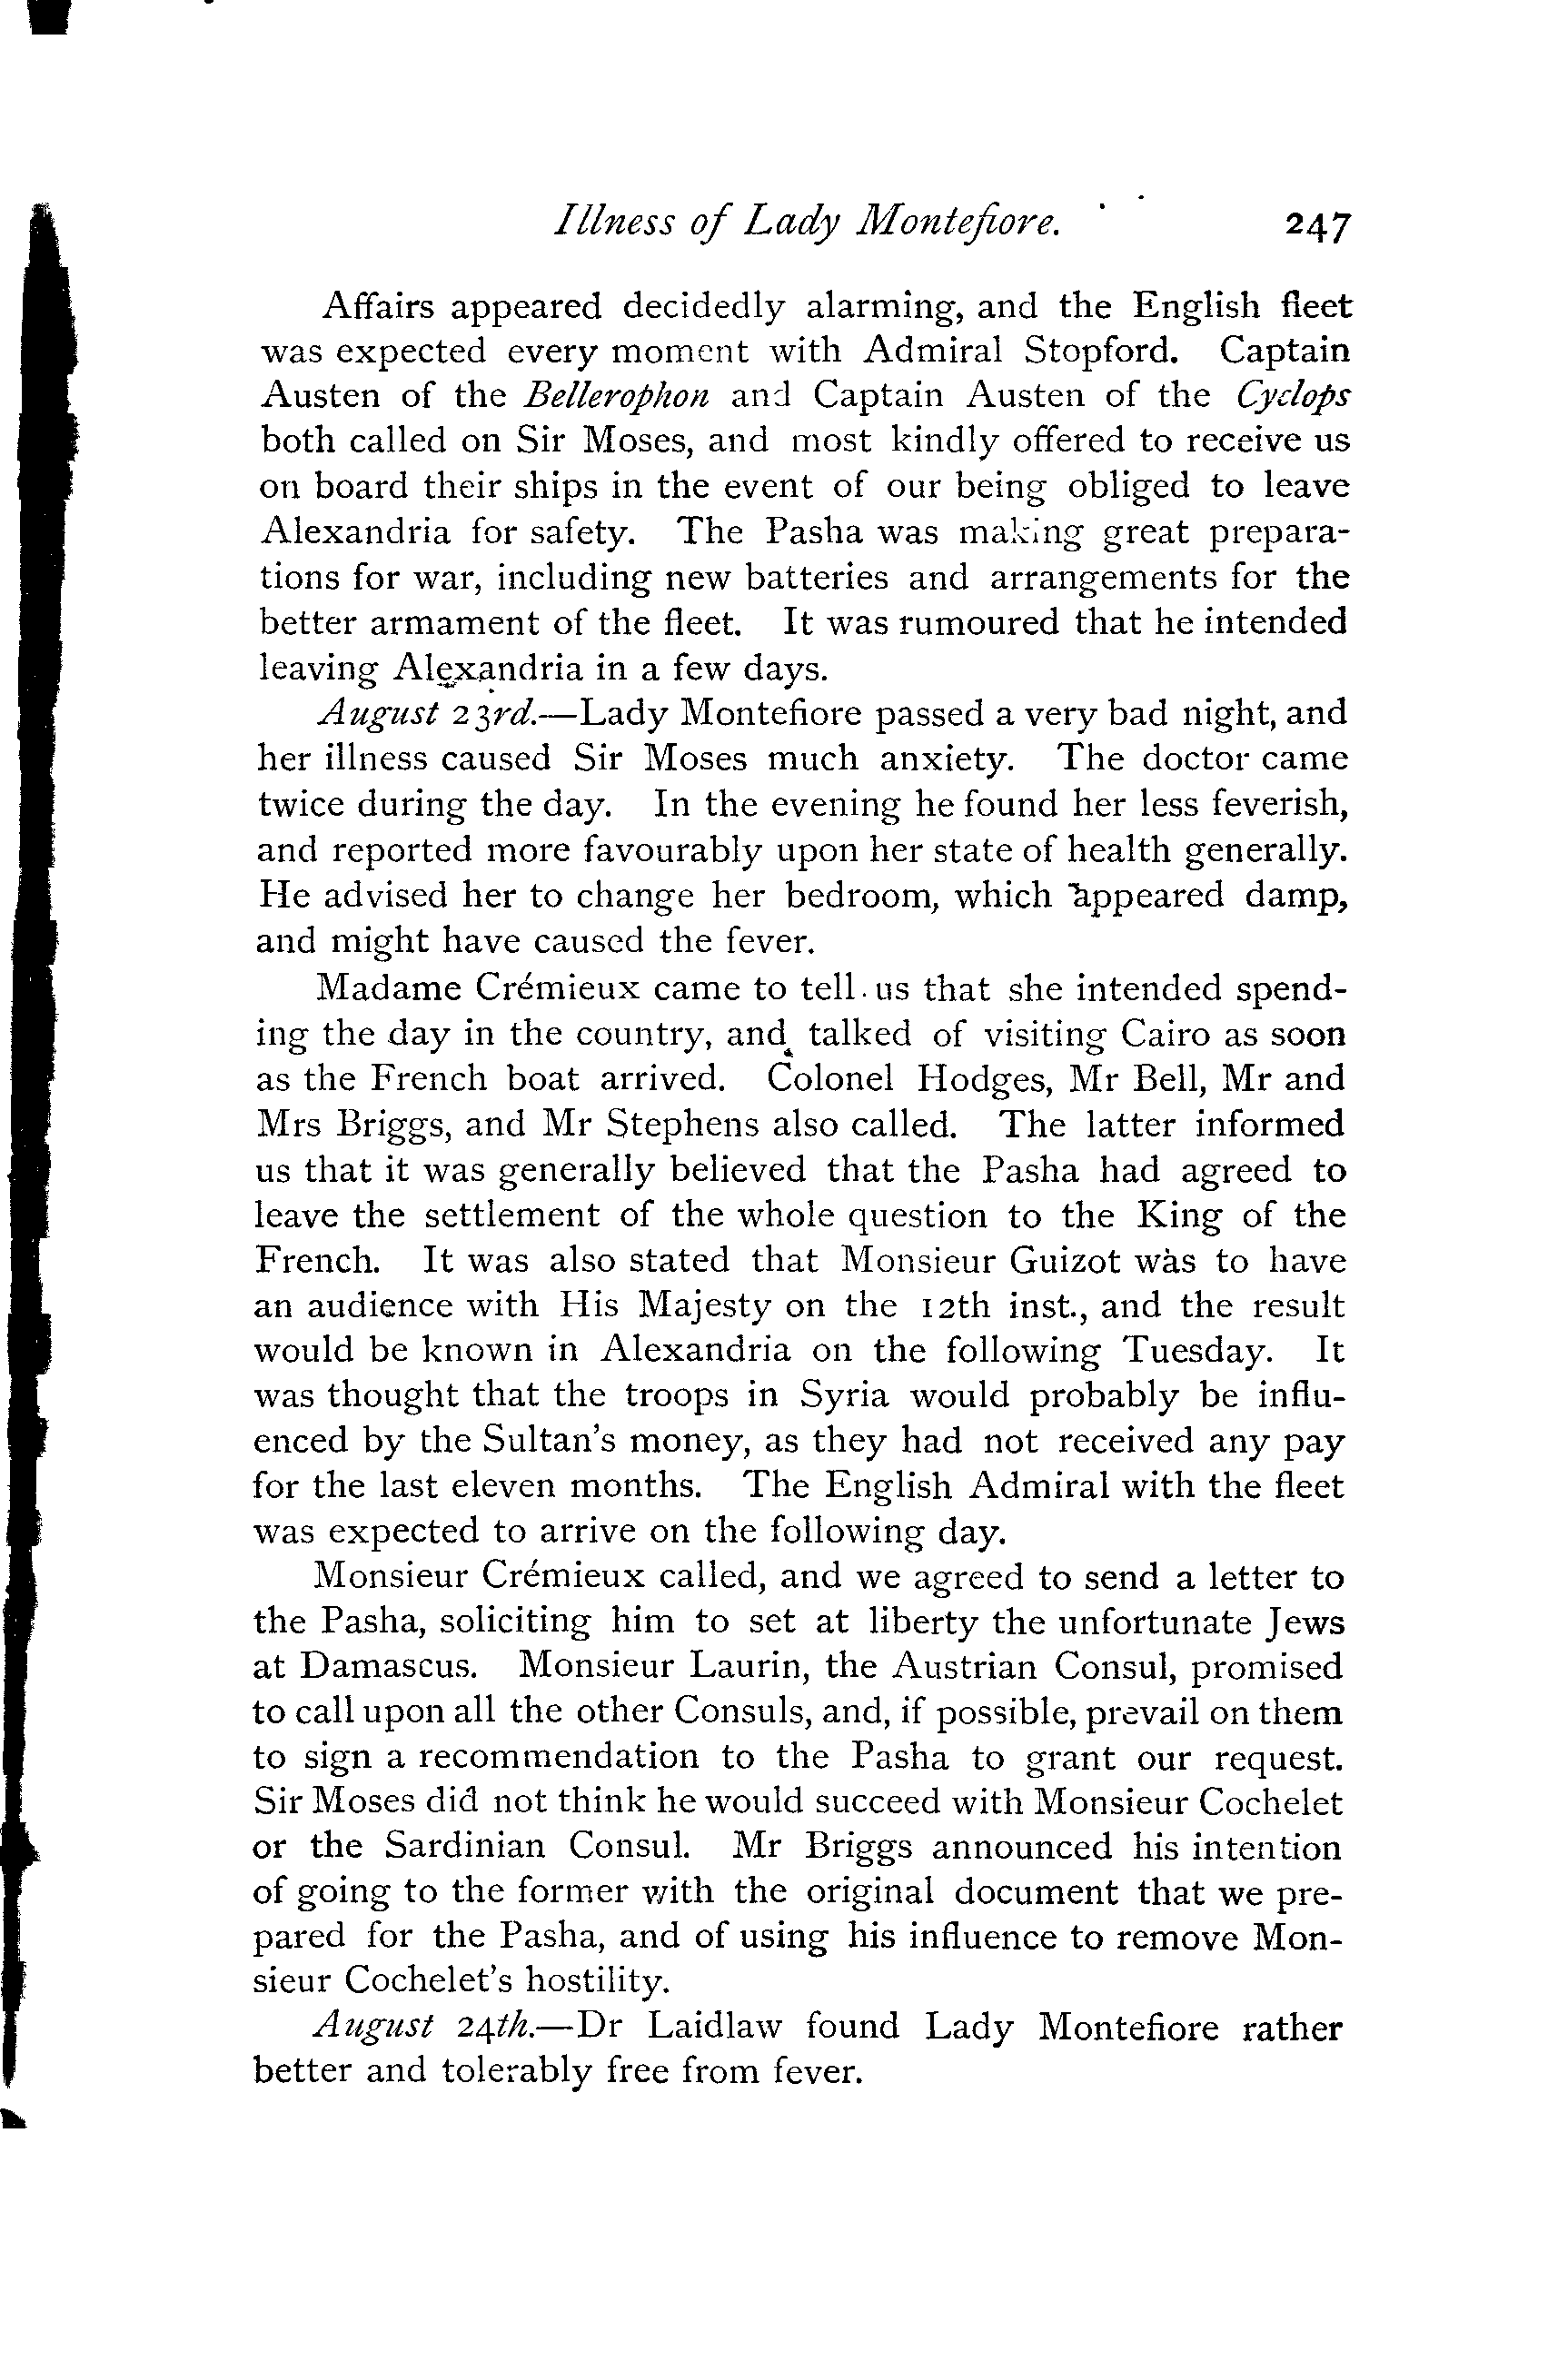 Illness of Lady Montefiore. 247
Affairs appeared decidedly alarming, and the English fleet
was expected every moment with Admiral Stopford. Captain
Austen of the Bellerophon and Captain Austen of the Cyclops
both called on Sir Moses, and most kindly offered to receive us
on board their ships in the event of our being obliged to leave
Alexandria for safety. The Pasha was making great prepara-
tions for war, including new batteries and arrangements for the
better armament of the fleet. It was rumoured that he intended
leaving Alexandria in a few days.
August 23rd.—Lady Montefiore passed a very bad night, and
her illness caused Sir Moses much anxiety. The doctor came
twice during the day. In the evening he found her less feverish,
and reported more favourably upon her state of health generally.
He advised her to change her bedroom, which appeared damp,
and might have caused the fever.
Madame Crémieux came to tell us that she intended spend-
ing the day in the country, and talked of visiting Cairo as soon
as the French boat arrived. Colonel Hodges, Mr Bell, Mr and
Mrs Briggs, and Mr Stephens also called. The latter informed
us that it was generally believed that the Pasha had agreed to
leave the settlement of the whole question to the King of the
French. It was also stated that Monsieur Guizot was to have
an audience with His Majesty on the 12th inst., and the result
would be known in Alexandria on the following Tuesday. It
was thought that the troops in Syria would probably be influ-
enced by the Sultan's money, as they had not received any pay
for the last eleven months. The English Admiral with the fleet
was expected to arrive on the following day.
Monsieur Crémieux called, and we agreed to send a letter to
the Pasha, soliciting him to set at liberty the unfortunate Jews
at Damascus. Monsieur Laurin, the Austrian Consul, promised
to call upon all the other Consuls, and, if possible, prevail on them
to sign a recommendation to the Pasha to grant our request.
Sir Moses did not think he would succeed with Monsieur Cochelet
or the Sardinian Consul. Mr Briggs announced his intention
of going to the former with the original document that we pre-
pared for the Pasha, and of using his influence to remove Mon-
sieur Cochelet's hostility.
August 24th.—Dr Laidlaw found Lady Montefiore rather
better and tolerably free from fever.